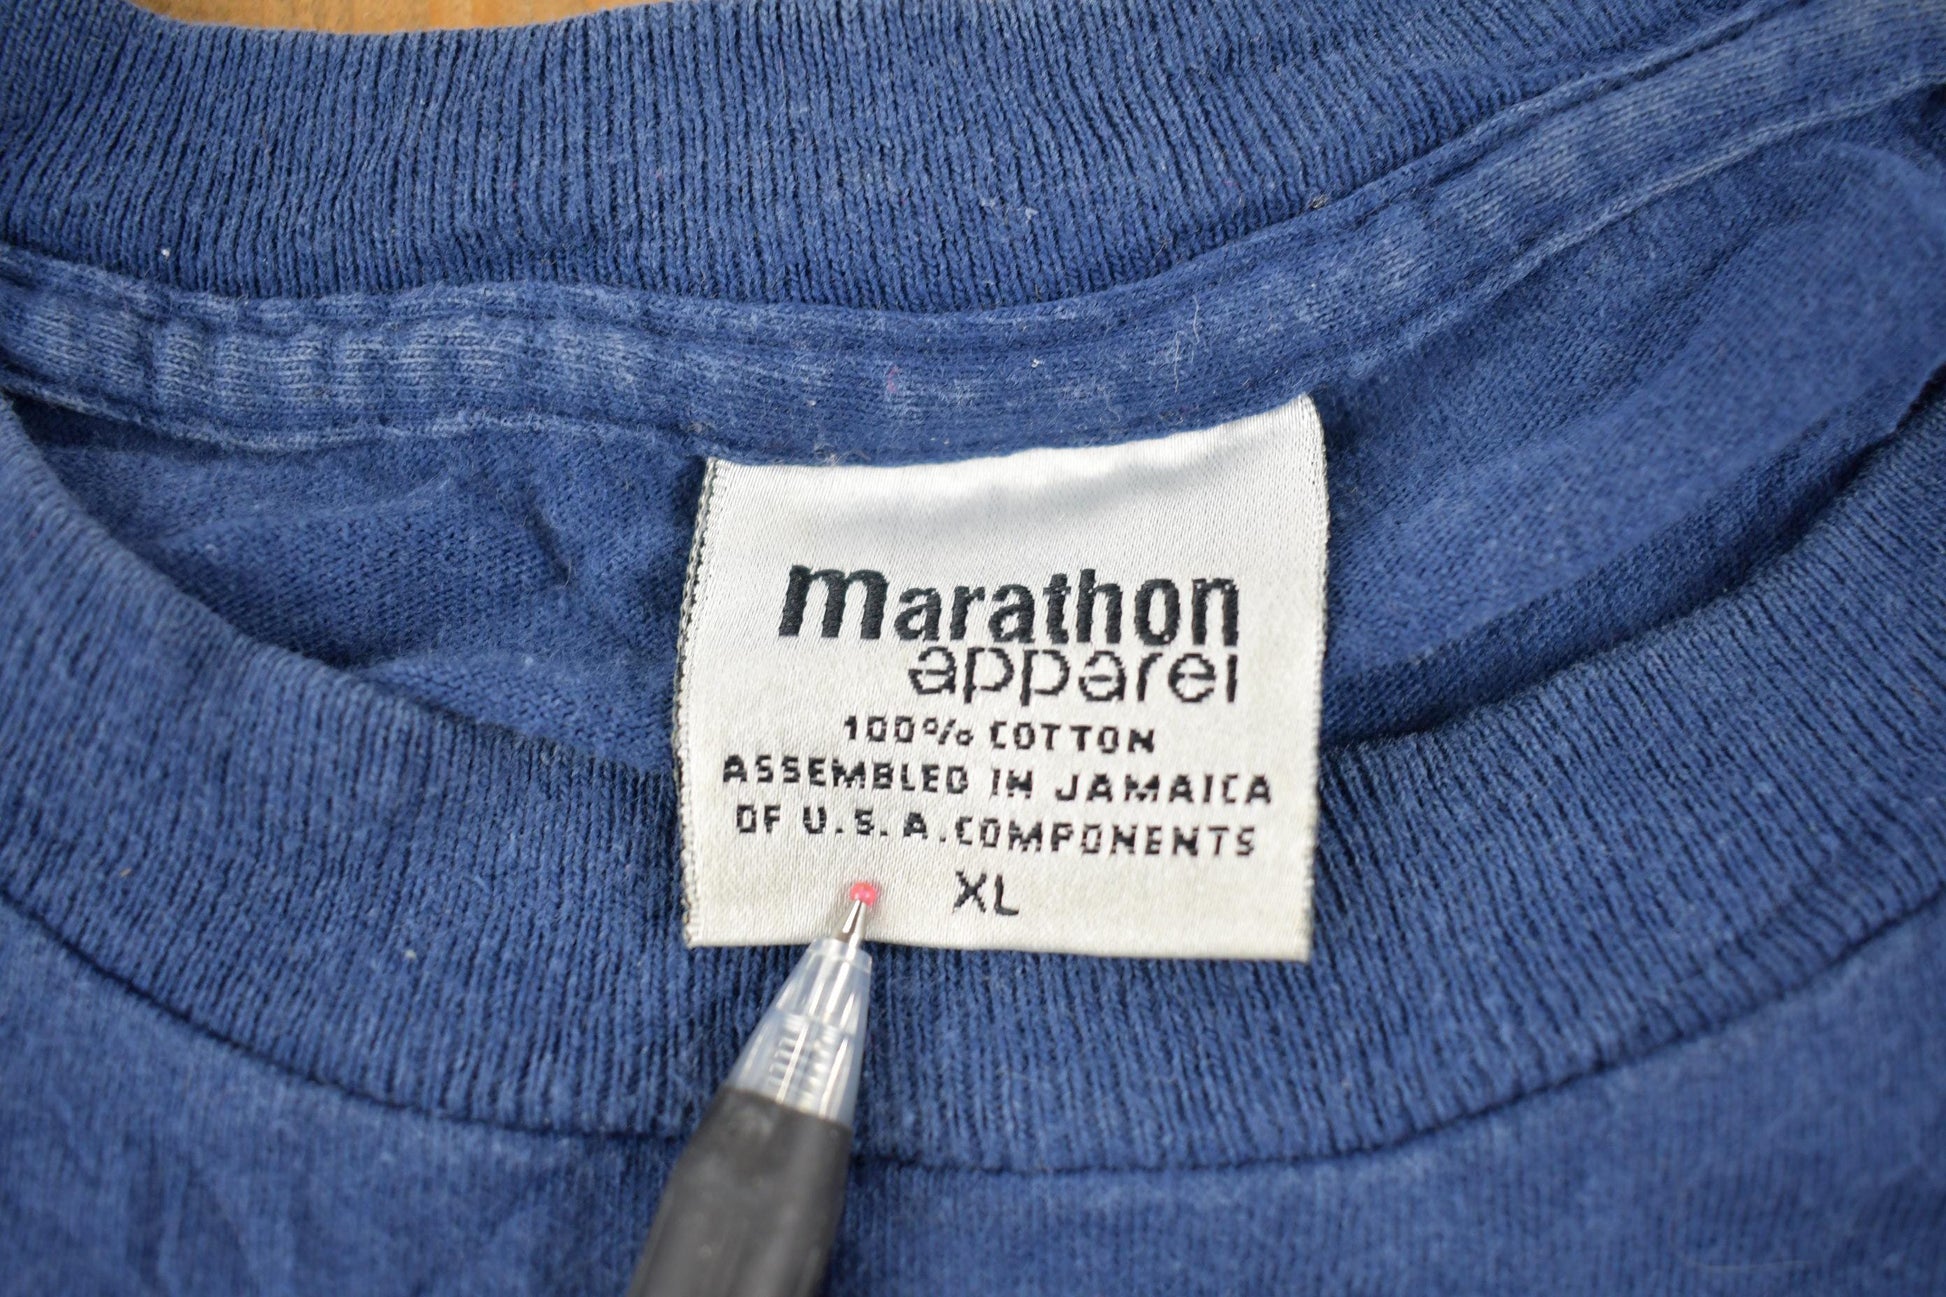 marathon
apparel
100% COTTON
ASSEMBLED IN JAMAICA
OF U.S.A. COMPONENTS
XL